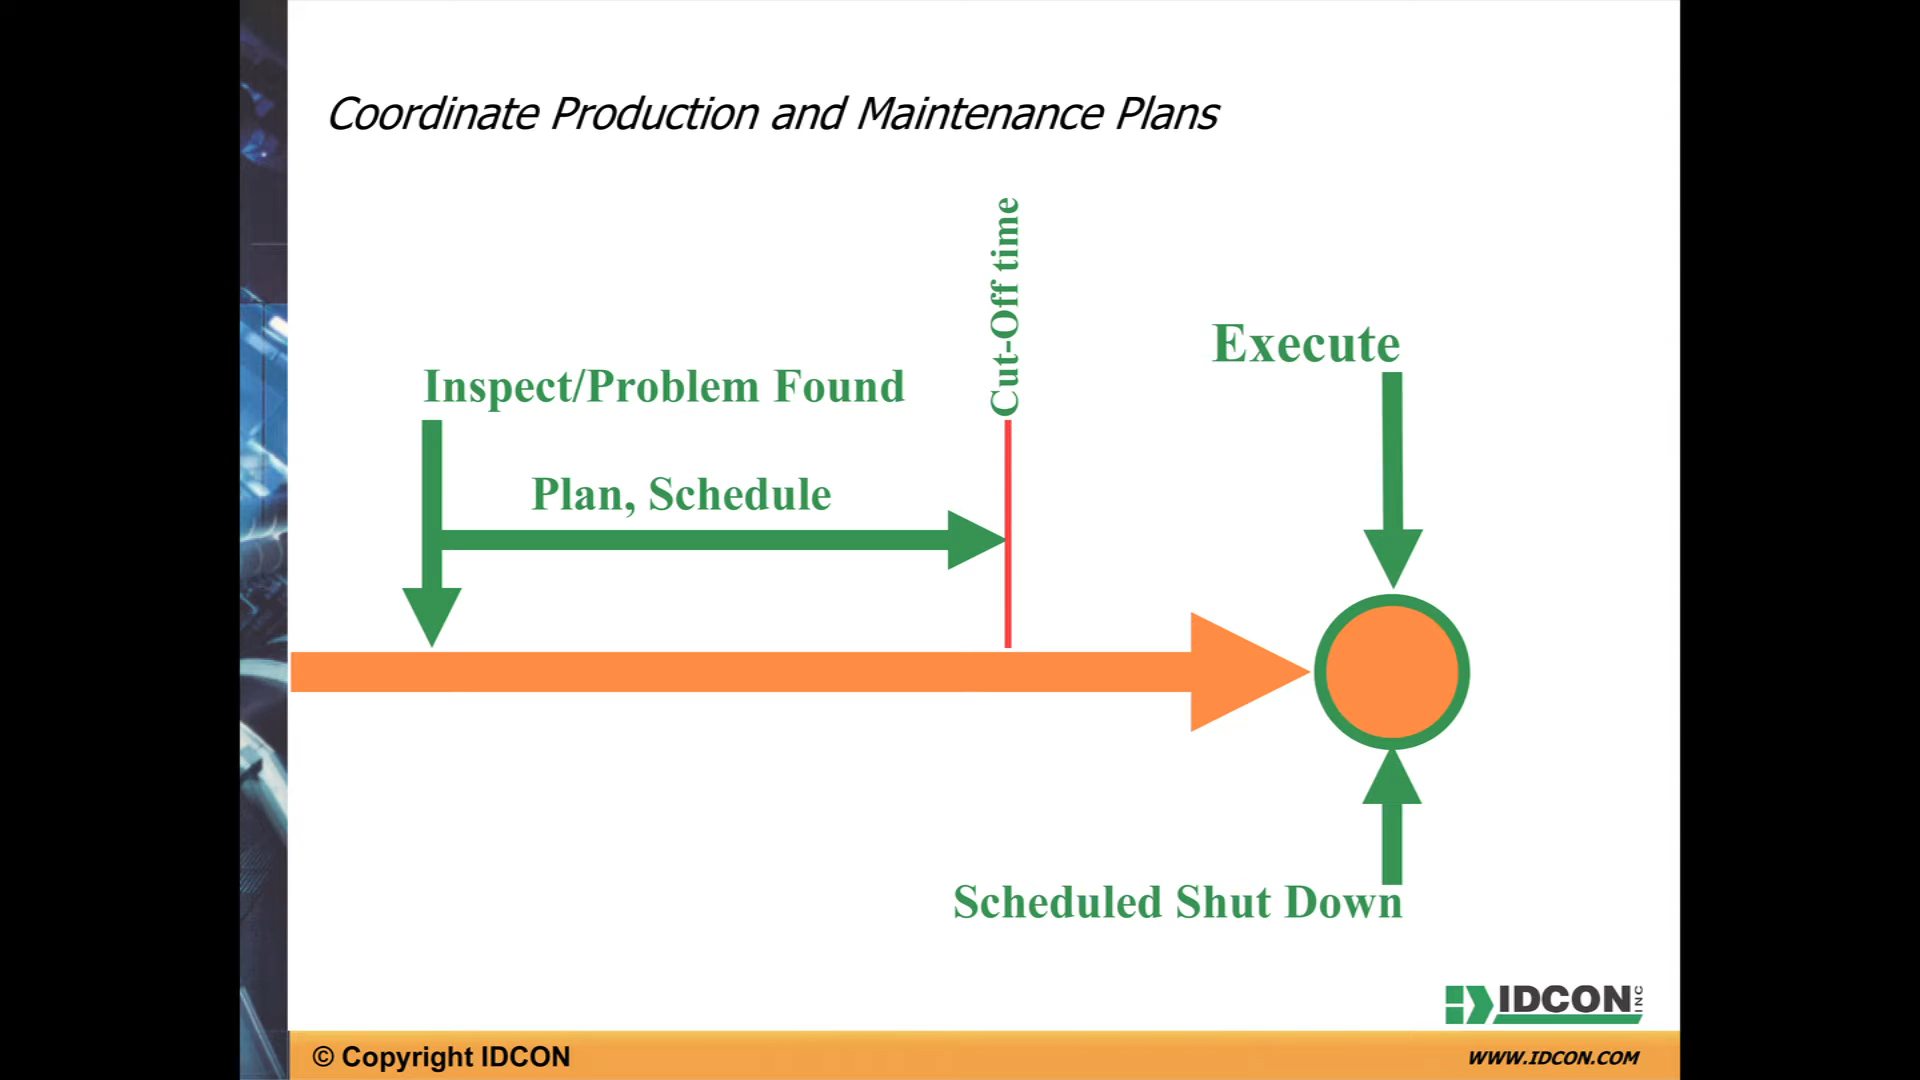 Coordinate Production and Maintenance Plans
Cut-Off time
Execute
Inspect/Problem Found
Plan, Schedule
Scheduled Shut Down
IDCON INC
© Copyright IDCON
WWW.IDCON.COM